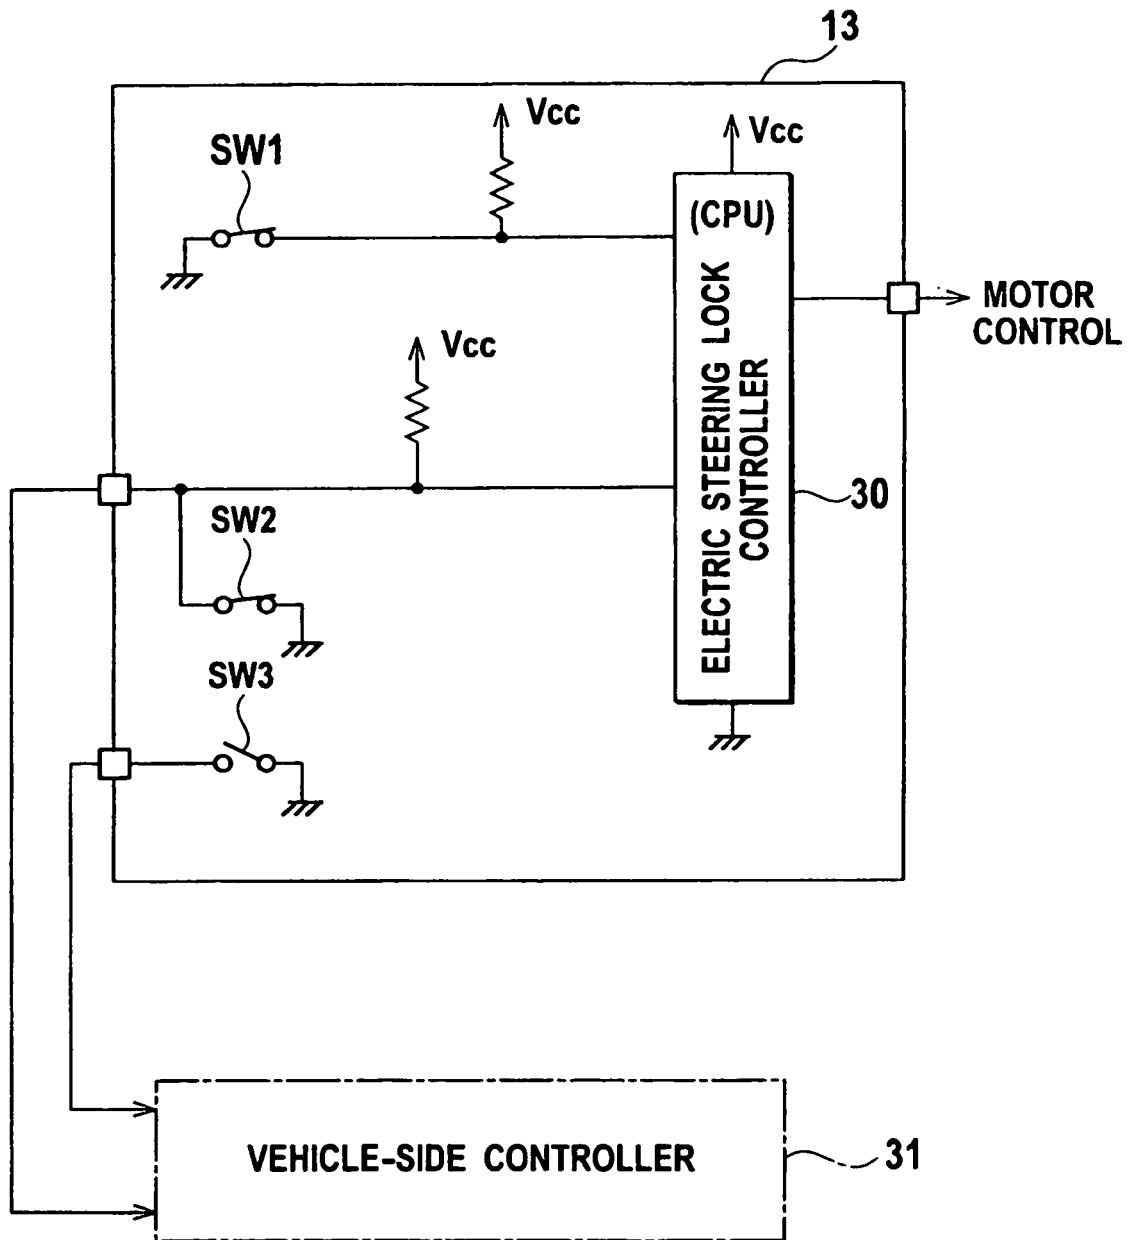 13
Vcc
Vcc
SW1
(CPU)
ELECTRIC STEERING LOCK
CONTROLLER
MOTOR
CONTROL
Vcc
30
SW2
SW3
VEHICLE-SIDE CONTROLLER
31